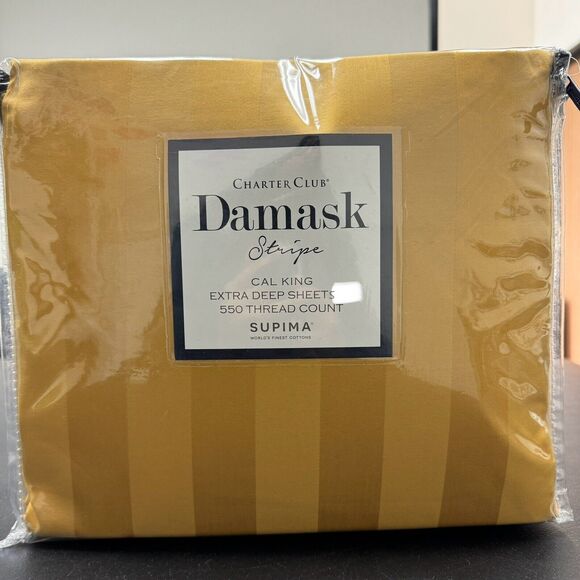 CHARTER CLUB®
Damask
Stripe
CAL KING
EXTRA DEEP SHEETS
550 THREAD COUNT
SUPIMA®
WORLD'S FINEST COTTONS